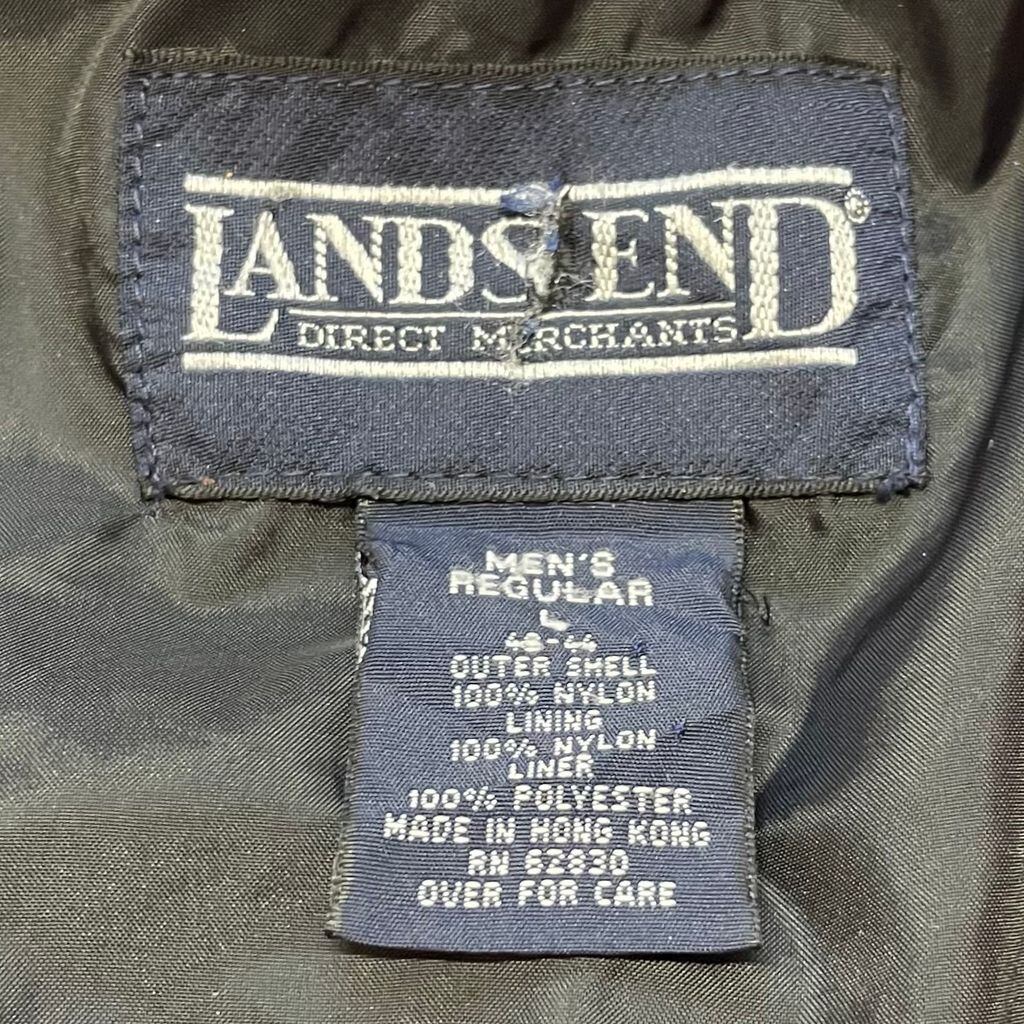 LANDS' END®
DIRECT MERCHANTS
MEN'S
REGULAR
L
OUTER SHELL
100% NYLON
LINING
100% NYLON
LINER
100% POLYESTER
MADE IN HONG KONG
RN 62830
OVER FOR CARE